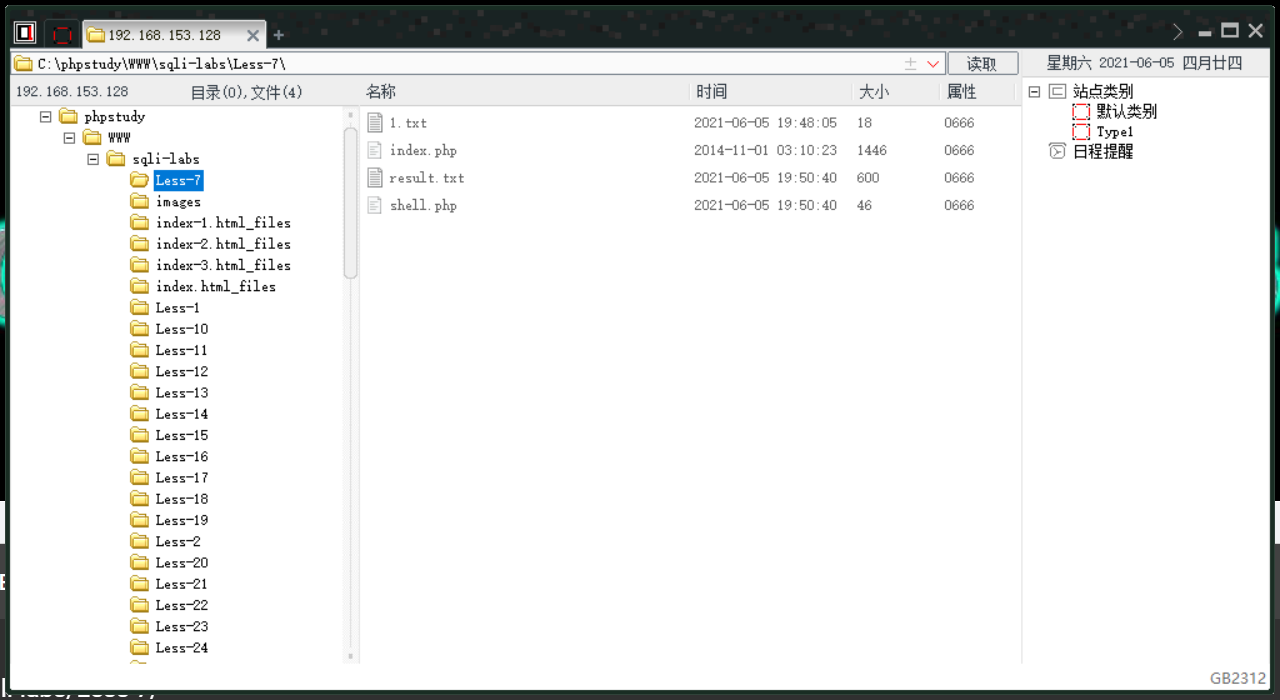 192.168.153.128
C:\phpstudy\WWW\sqli-labs\Less-7\ 读取 星期六 2021-06-05 四月廿四
192.168.153.128 目录(0),文件(4) 名称 时间 大小 属性
phpstudy
WWW
sqli-labs
Less-7
images
index-1.html_files
index-2.html_files
index-3.html_files
index.html_files
Less-1
Less-10
Less-11
Less-12
Less-13
Less-14
Less-15
Less-16
Less-17
Less-18
Less-19
Less-2
Less-20
Less-21
Less-22
Less-23
Less-24
1.txt 2021-06-05 19:48:05 18 0666
index.php 2014-11-01 03:10:23 1446 0666
result.txt 2021-06-05 19:50:40 600 0666
shell.php 2021-06-05 19:50:40 46 0666
站点类别
默认类别
Type1
日程提醒
GB2312